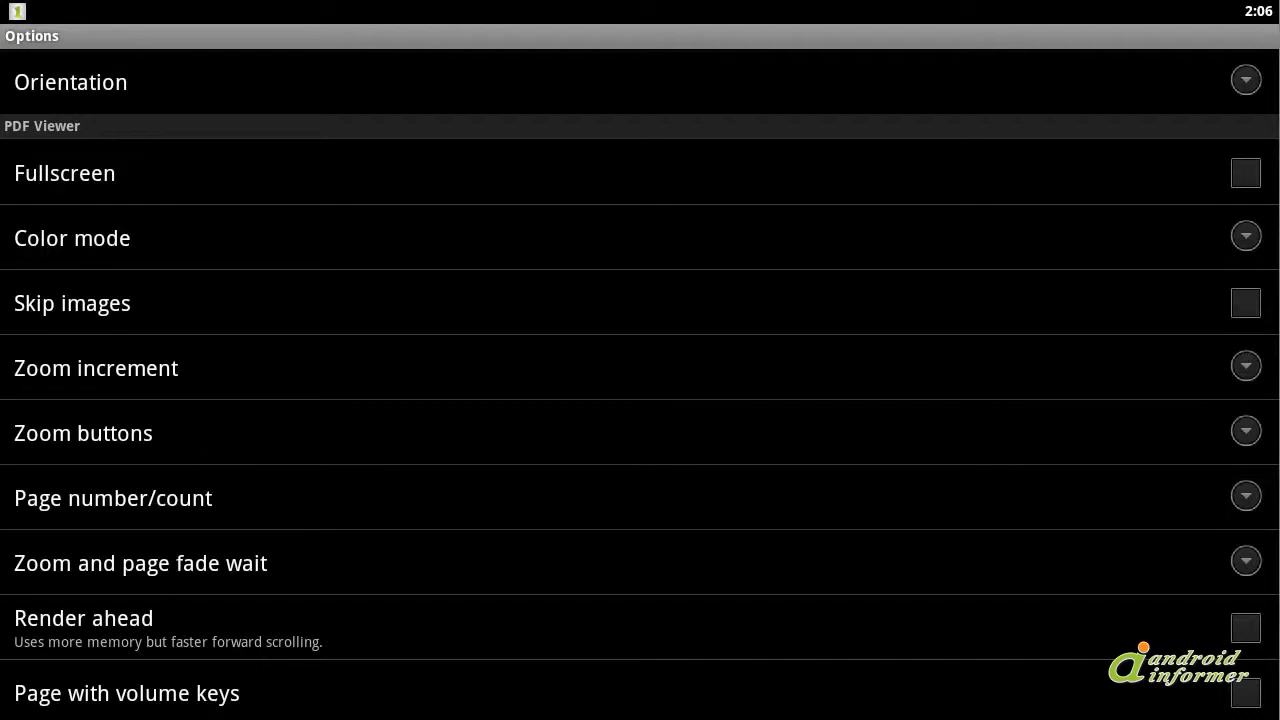 2:06
Options
Orientation
PDF Viewer
Fullscreen
Color mode
Skip images
Zoom increment
Zoom buttons
Page number/count
Zoom and page fade wait
Render ahead
Uses more memory but faster forward scrolling.
android
informer
Page with volume keys